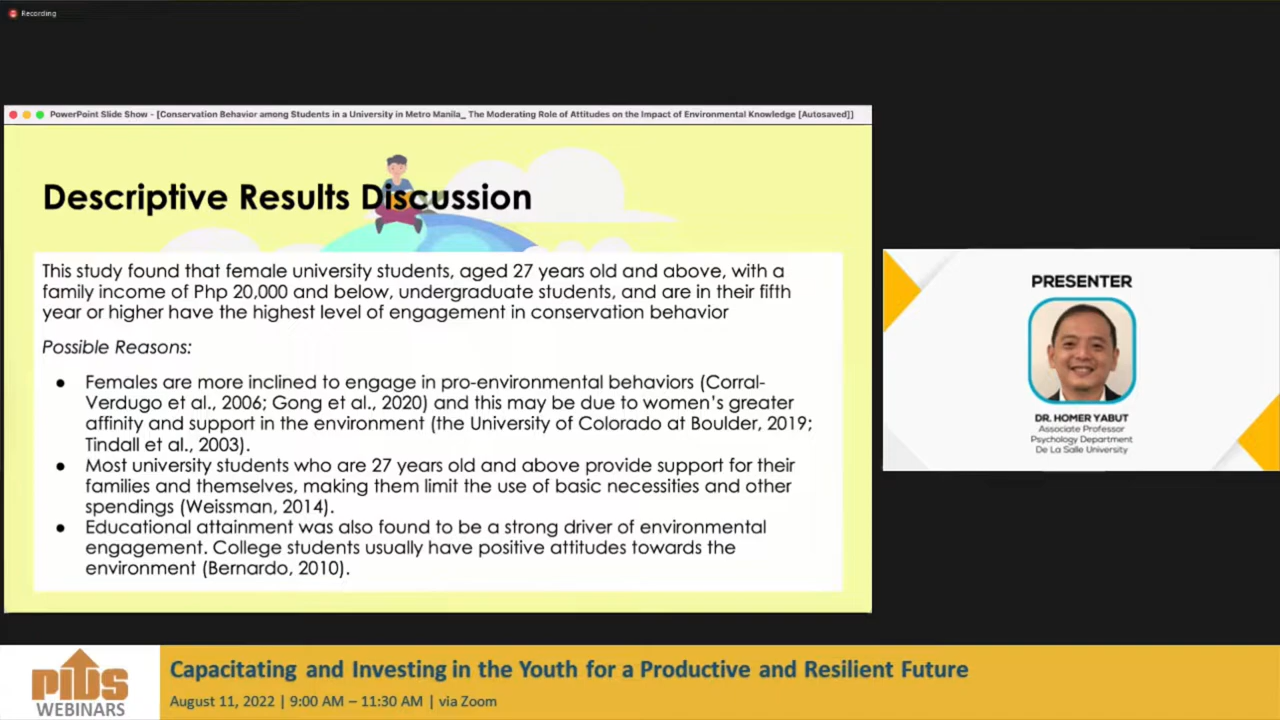 Recording
PowerPoint Slide Show - [Conservation Behavior among Students in a University in Metro Manila_ The Moderating Role of Attitudes on the Impact of Environmental Knowledge [Autosaved]]
Descriptive Results Discussion
This study found that female university students, aged 27 years old and above, with a
family income of Php 20,000 and below, undergraduate students, and are in their fifth
year or higher have the highest level of engagement in conservation behavior
Possible Reasons:
● Females are more inclined to engage in pro-environmental behaviors (Corral-
Verdugo et al., 2006; Gong et al., 2020) and this may be due to women’s greater
affinity and support in the environment (the University of Colorado at Boulder, 2019;
Tindall et al., 2003).
● Most university students who are 27 years old and above provide support for their
families and themselves, making them limit the use of basic necessities and other
spendings (Weissman, 2014).
● Educational attainment was also found to be a strong driver of environmental
engagement. College students usually have positive attitudes towards the
environment (Bernardo, 2010).
PRESENTER
DR. HOMER YABUT
Associate Professor
Psychology Department
De La Salle University
PIDS
WEBINARS
Capacitating and Investing in the Youth for a Productive and Resilient Future
August 11, 2022 | 9:00 AM – 11:30 AM | via Zoom